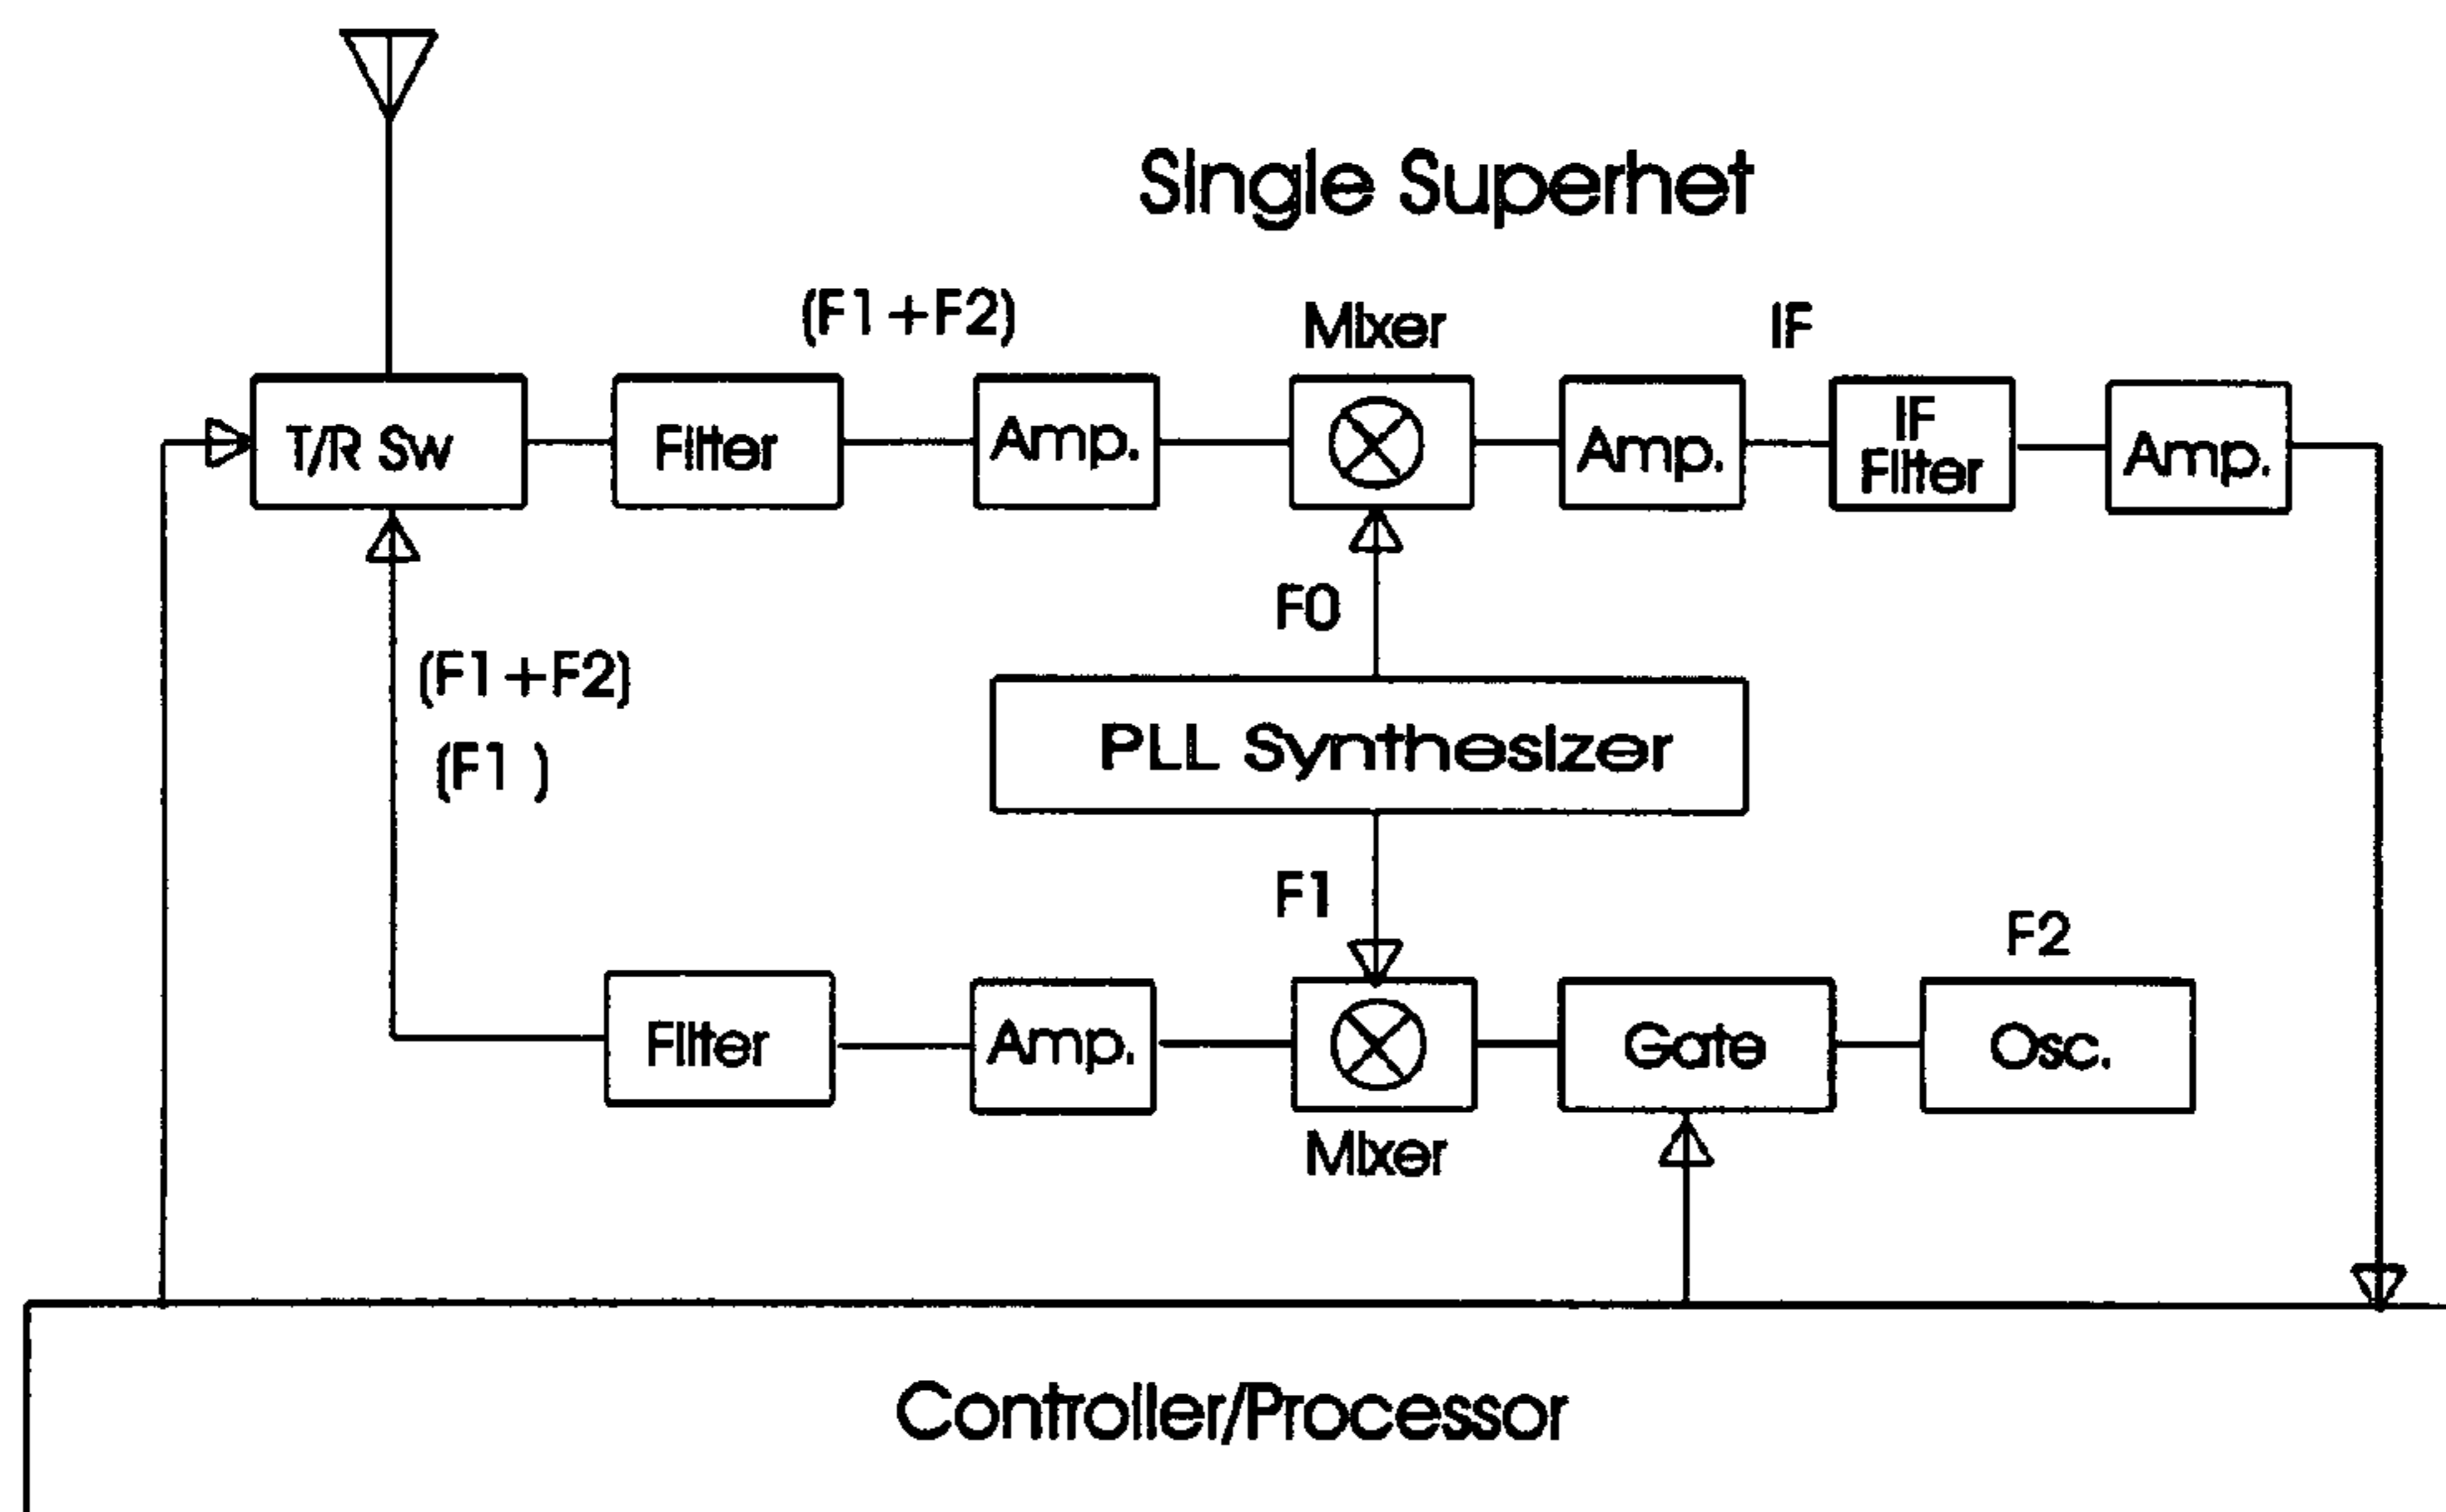 Single Superhet
(F1+F2)
Mixer
IF
T/R Sw
Filter
Amp.
Amp.
IF
Filter
Amp.
F0
(F1+F2)
(F1 )
PLL Synthesizer
F1
F2
Filter
Amp.
Gate
Osc.
Mixer
Controller/Processor